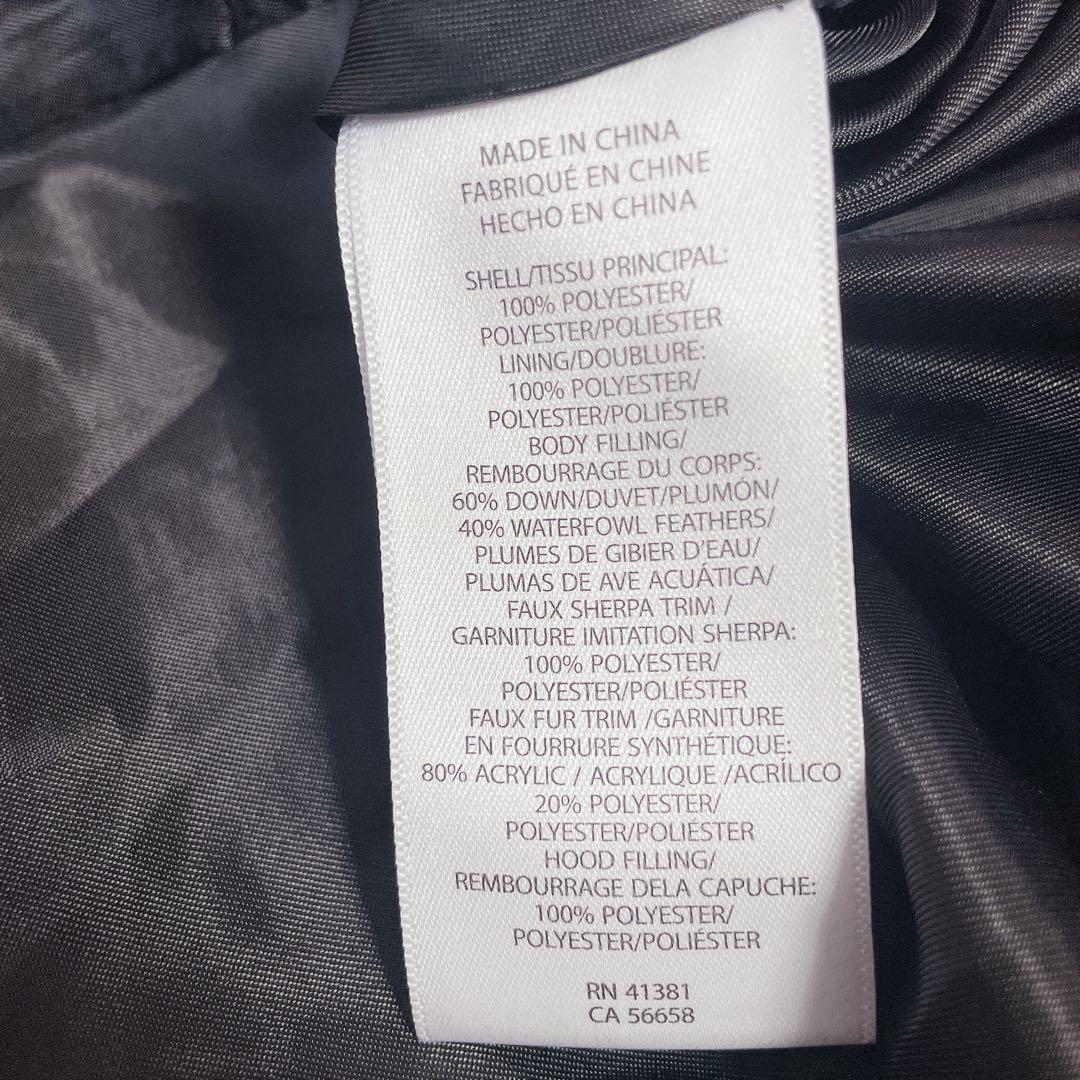 MADE IN CHINA
FABRIQUÉ EN CHINE
HECHO EN CHINA
SHELL/TISSU PRINCIPAL:
100% POLYESTER/
POLYESTER/POLIÉSTER
LINING/DOUBLURE:
100% POLYESTER/
POLYESTER/POLIÉSTER
BODY FILLING/
REMBOURRAGE DU CORPS:
60% DOWN/DUVET/PLUMÓN/
40% WATERFOWL FEATHERS/
PLUMES DE GIBIER D'EAU/
PLUMAS DE AVE ACUÁTICA/
FAUX SHERPA TRIM /
GARNITURE IMITATION SHERPA:
100% POLYESTER/
POLYESTER/POLIÉSTER
FAUX FUR TRIM /GARNITURE
EN FOURRURE SYNTHÉTIQUE:
80% ACRYLIC / ACRYLIQUE /ACRÍLICO
20% POLYESTER/
POLYESTER/POLIÉSTER
HOOD FILLING/
REMBOURRAGE DELA CAPUCHE:
100% POLYESTER/
POLYESTER/POLIÉSTER
RN 41381
CA 56658